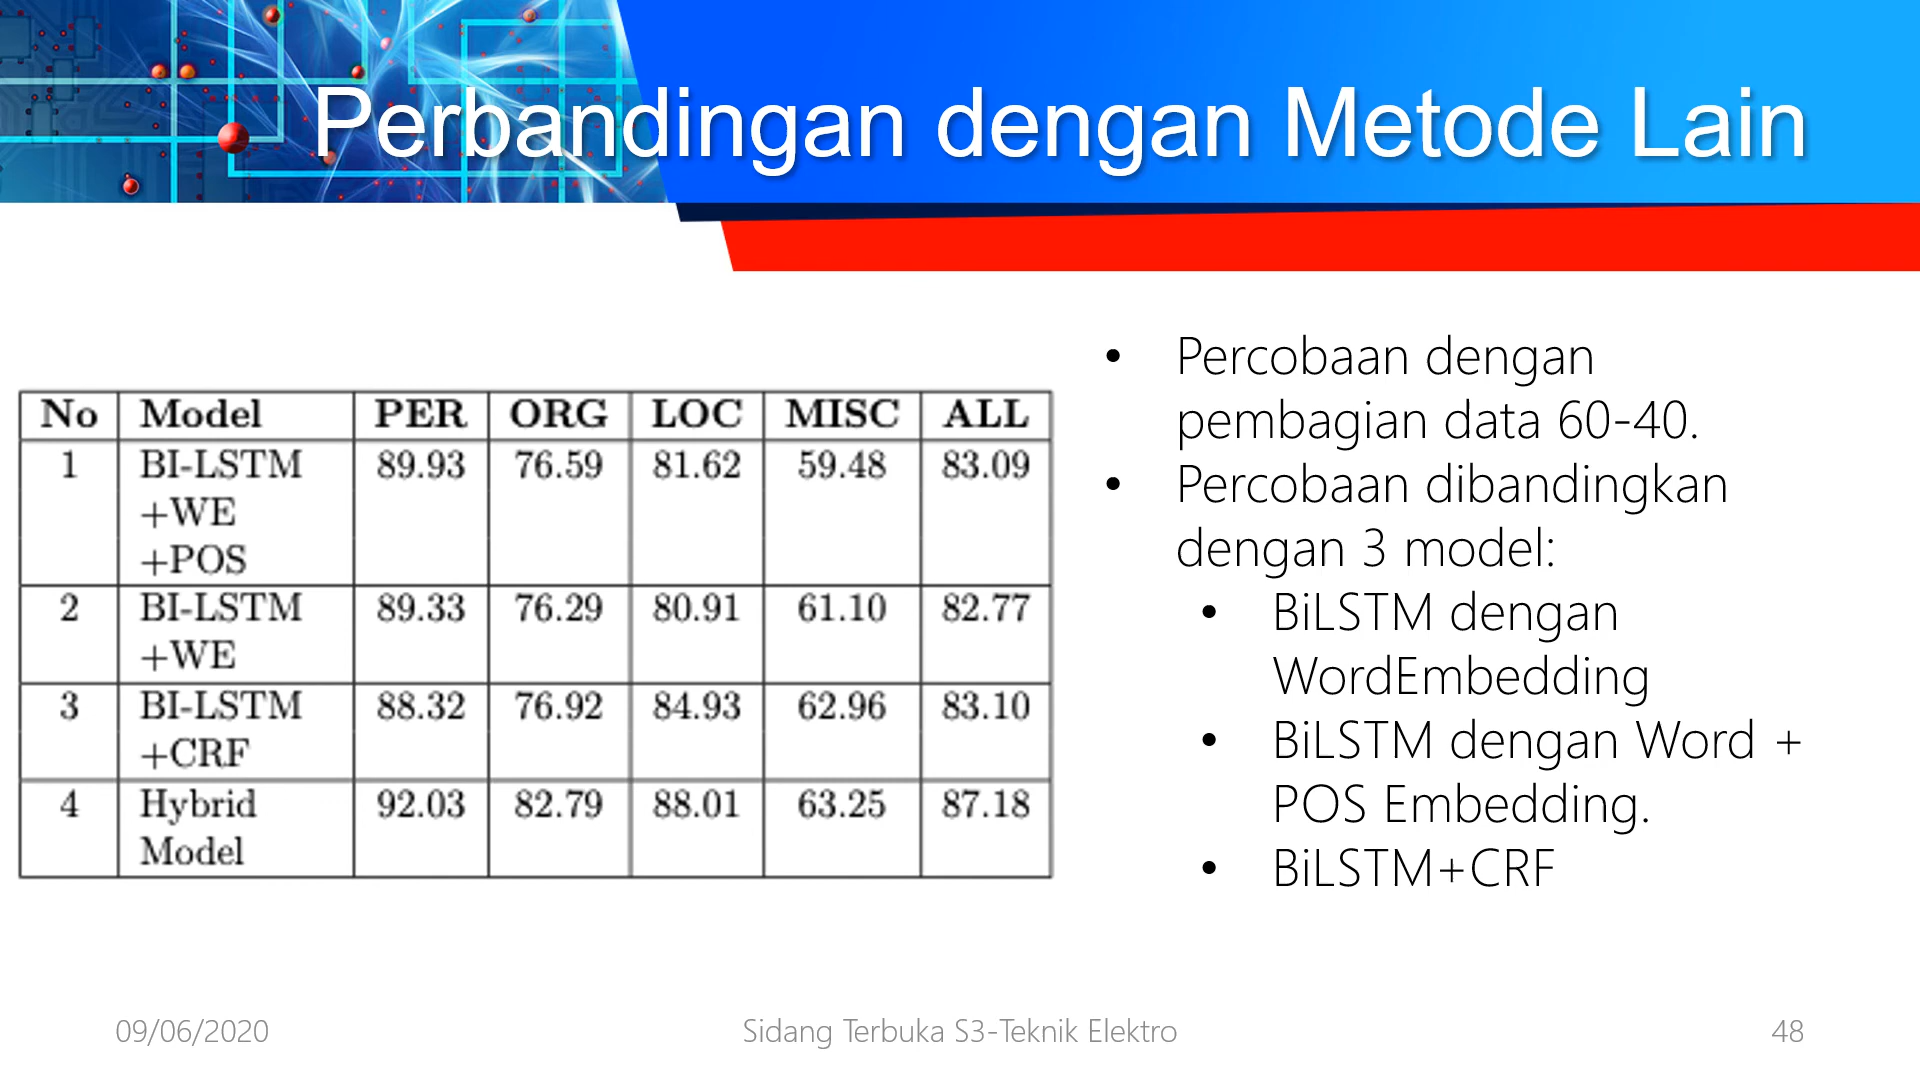 Perbandingan dengan Metode Lain
No Model PER ORG LOC MISC ALL
1 BI-LSTM 89.93 76.59 81.62 59.48 83.09
+WE
+POS
2 BI-LSTM 89.33 76.29 80.91 61.10 82.77
+WE
3 BI-LSTM 88.32 76.92 84.93 62.96 83.10
+CRF
4 Hybrid 92.03 82.79 88.01 63.25 87.18
Model
• Percobaan dengan
pembagian data 60-40.
• Percobaan dibandingkan
dengan 3 model:
• BiLSTM dengan
WordEmbedding
• BiLSTM dengan Word +
POS Embedding.
• BiLSTM+CRF
09/06/2020
Sidang Terbuka S3-Teknik Elektro
48